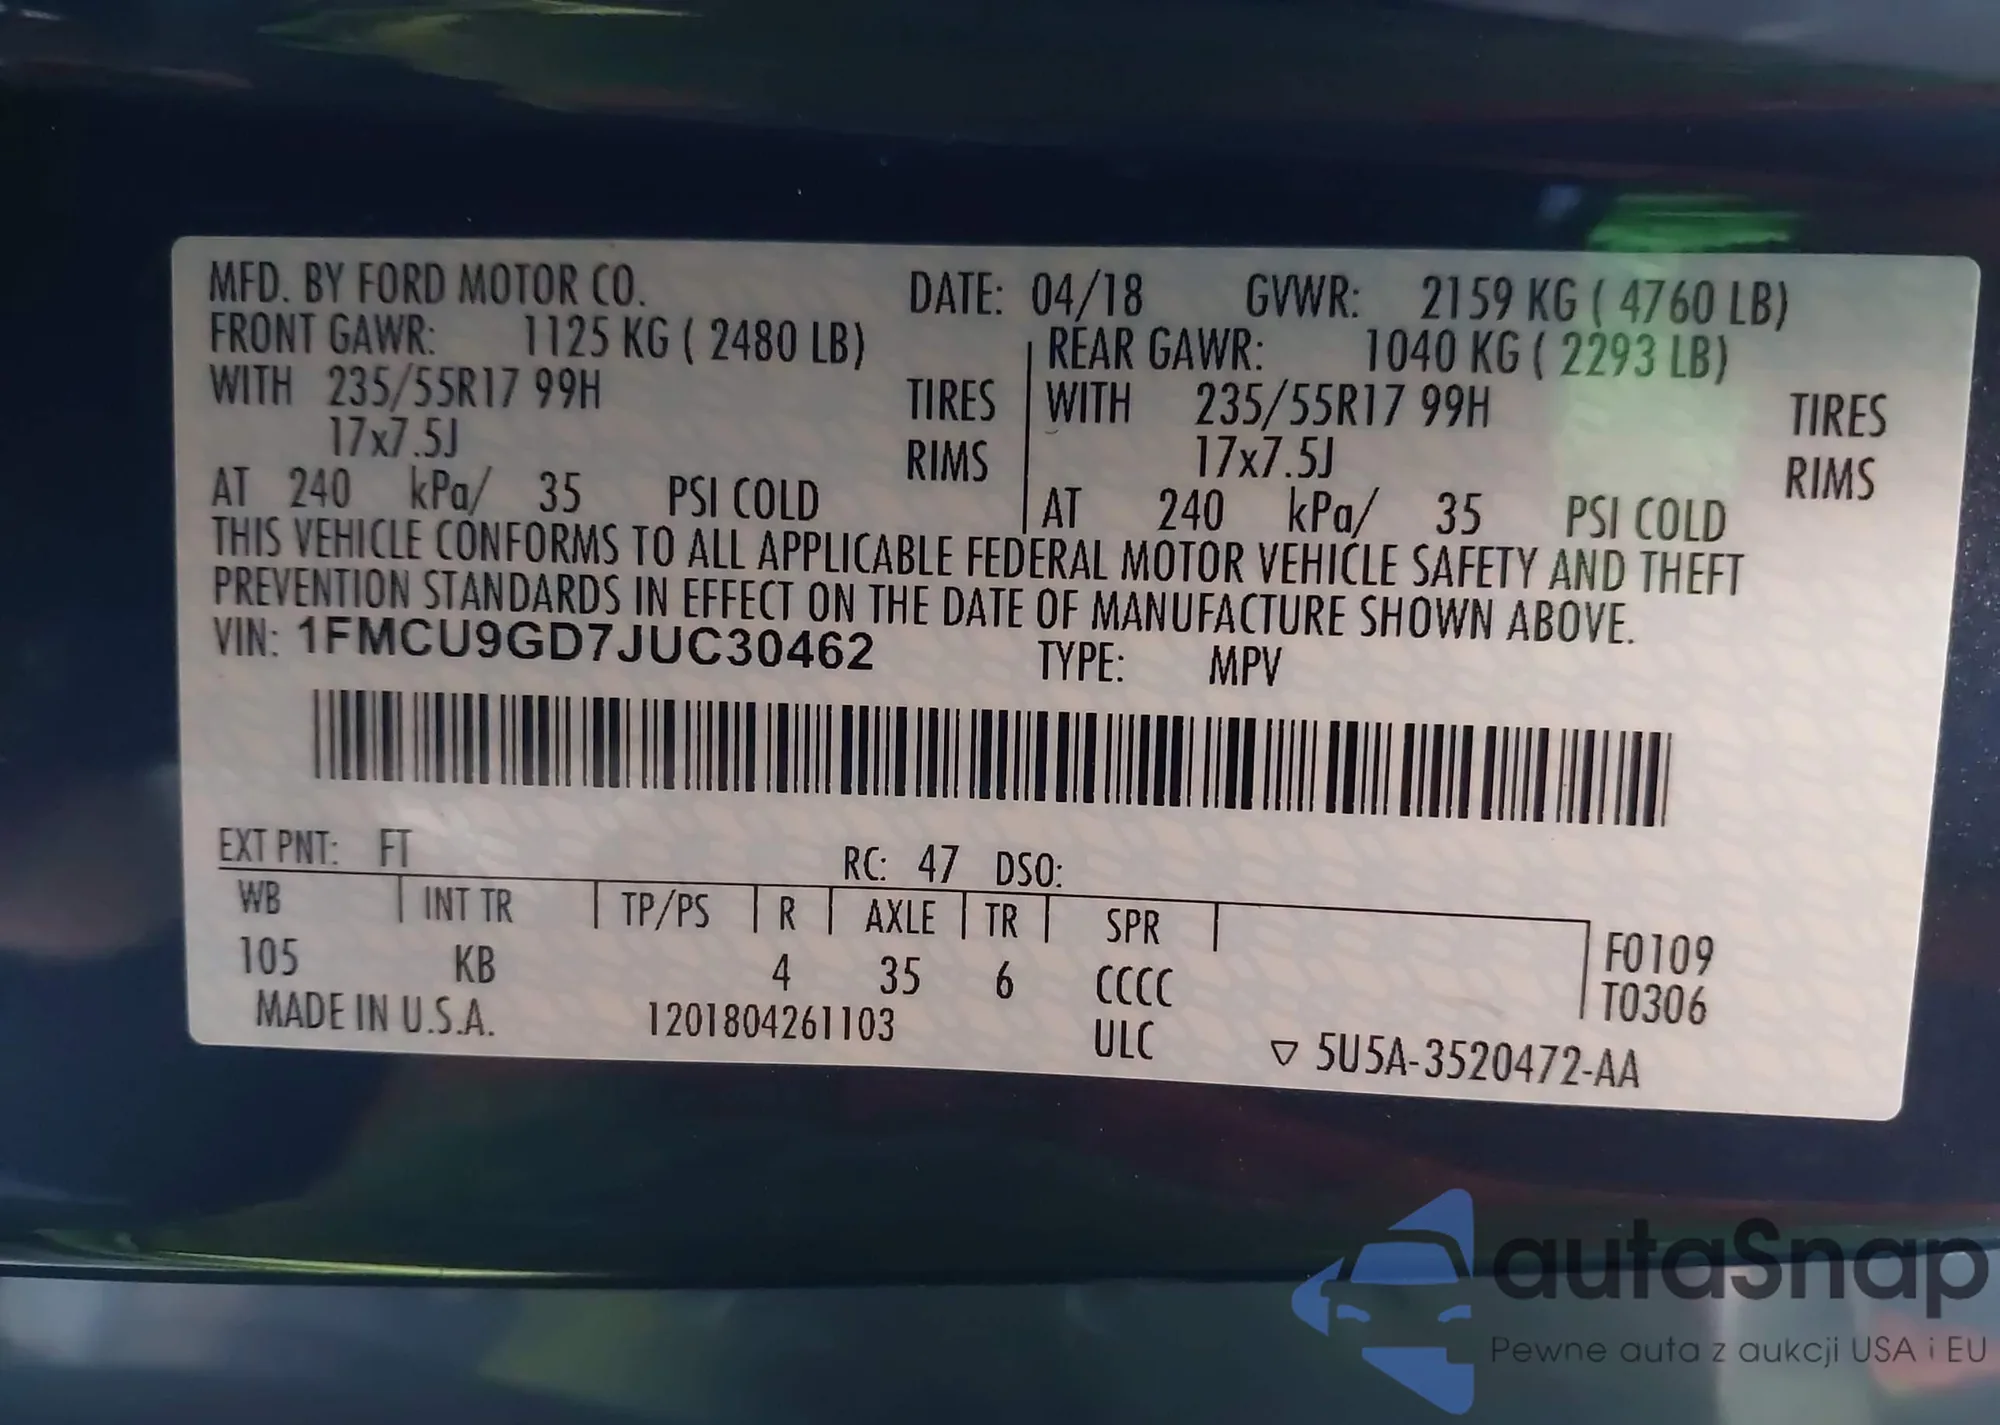 MFD. BY FORD MOTOR CO. DATE: 04/18 GVWR: 2159 KG ( 4760 LB)
FRONT GAWR: 1125 KG ( 2480 LB) REAR GAWR: 1040 KG ( 2293 LB)
WITH 235/55R17 99H TIRES WITH 235/55R17 99H TIRES
17x7.5J RIMS 17x7.5J RIMS
AT 240 kPa/ 35 PSI COLD AT 240 kPa/ 35 PSI COLD
THIS VEHICLE CONFORMS TO ALL APPLICABLE FEDERAL MOTOR VEHICLE SAFETY AND THEFT
PREVENTION STANDARDS IN EFFECT ON THE DATE OF MANUFACTURE SHOWN ABOVE.
VIN: 1FMCU9GD7JUC30462 TYPE: MPV
EXT PNT: FT RC: 47 DSO:
WB INT TR TP/PS R AXLE TR SPR
105 KB 4 35 6 CCCC F0109
T0306
MADE IN U.S.A. 1201804261103 ULC ▽ 5U5A-3520472-AA
autaSnap
Pewne auta z aukcji USA i EU